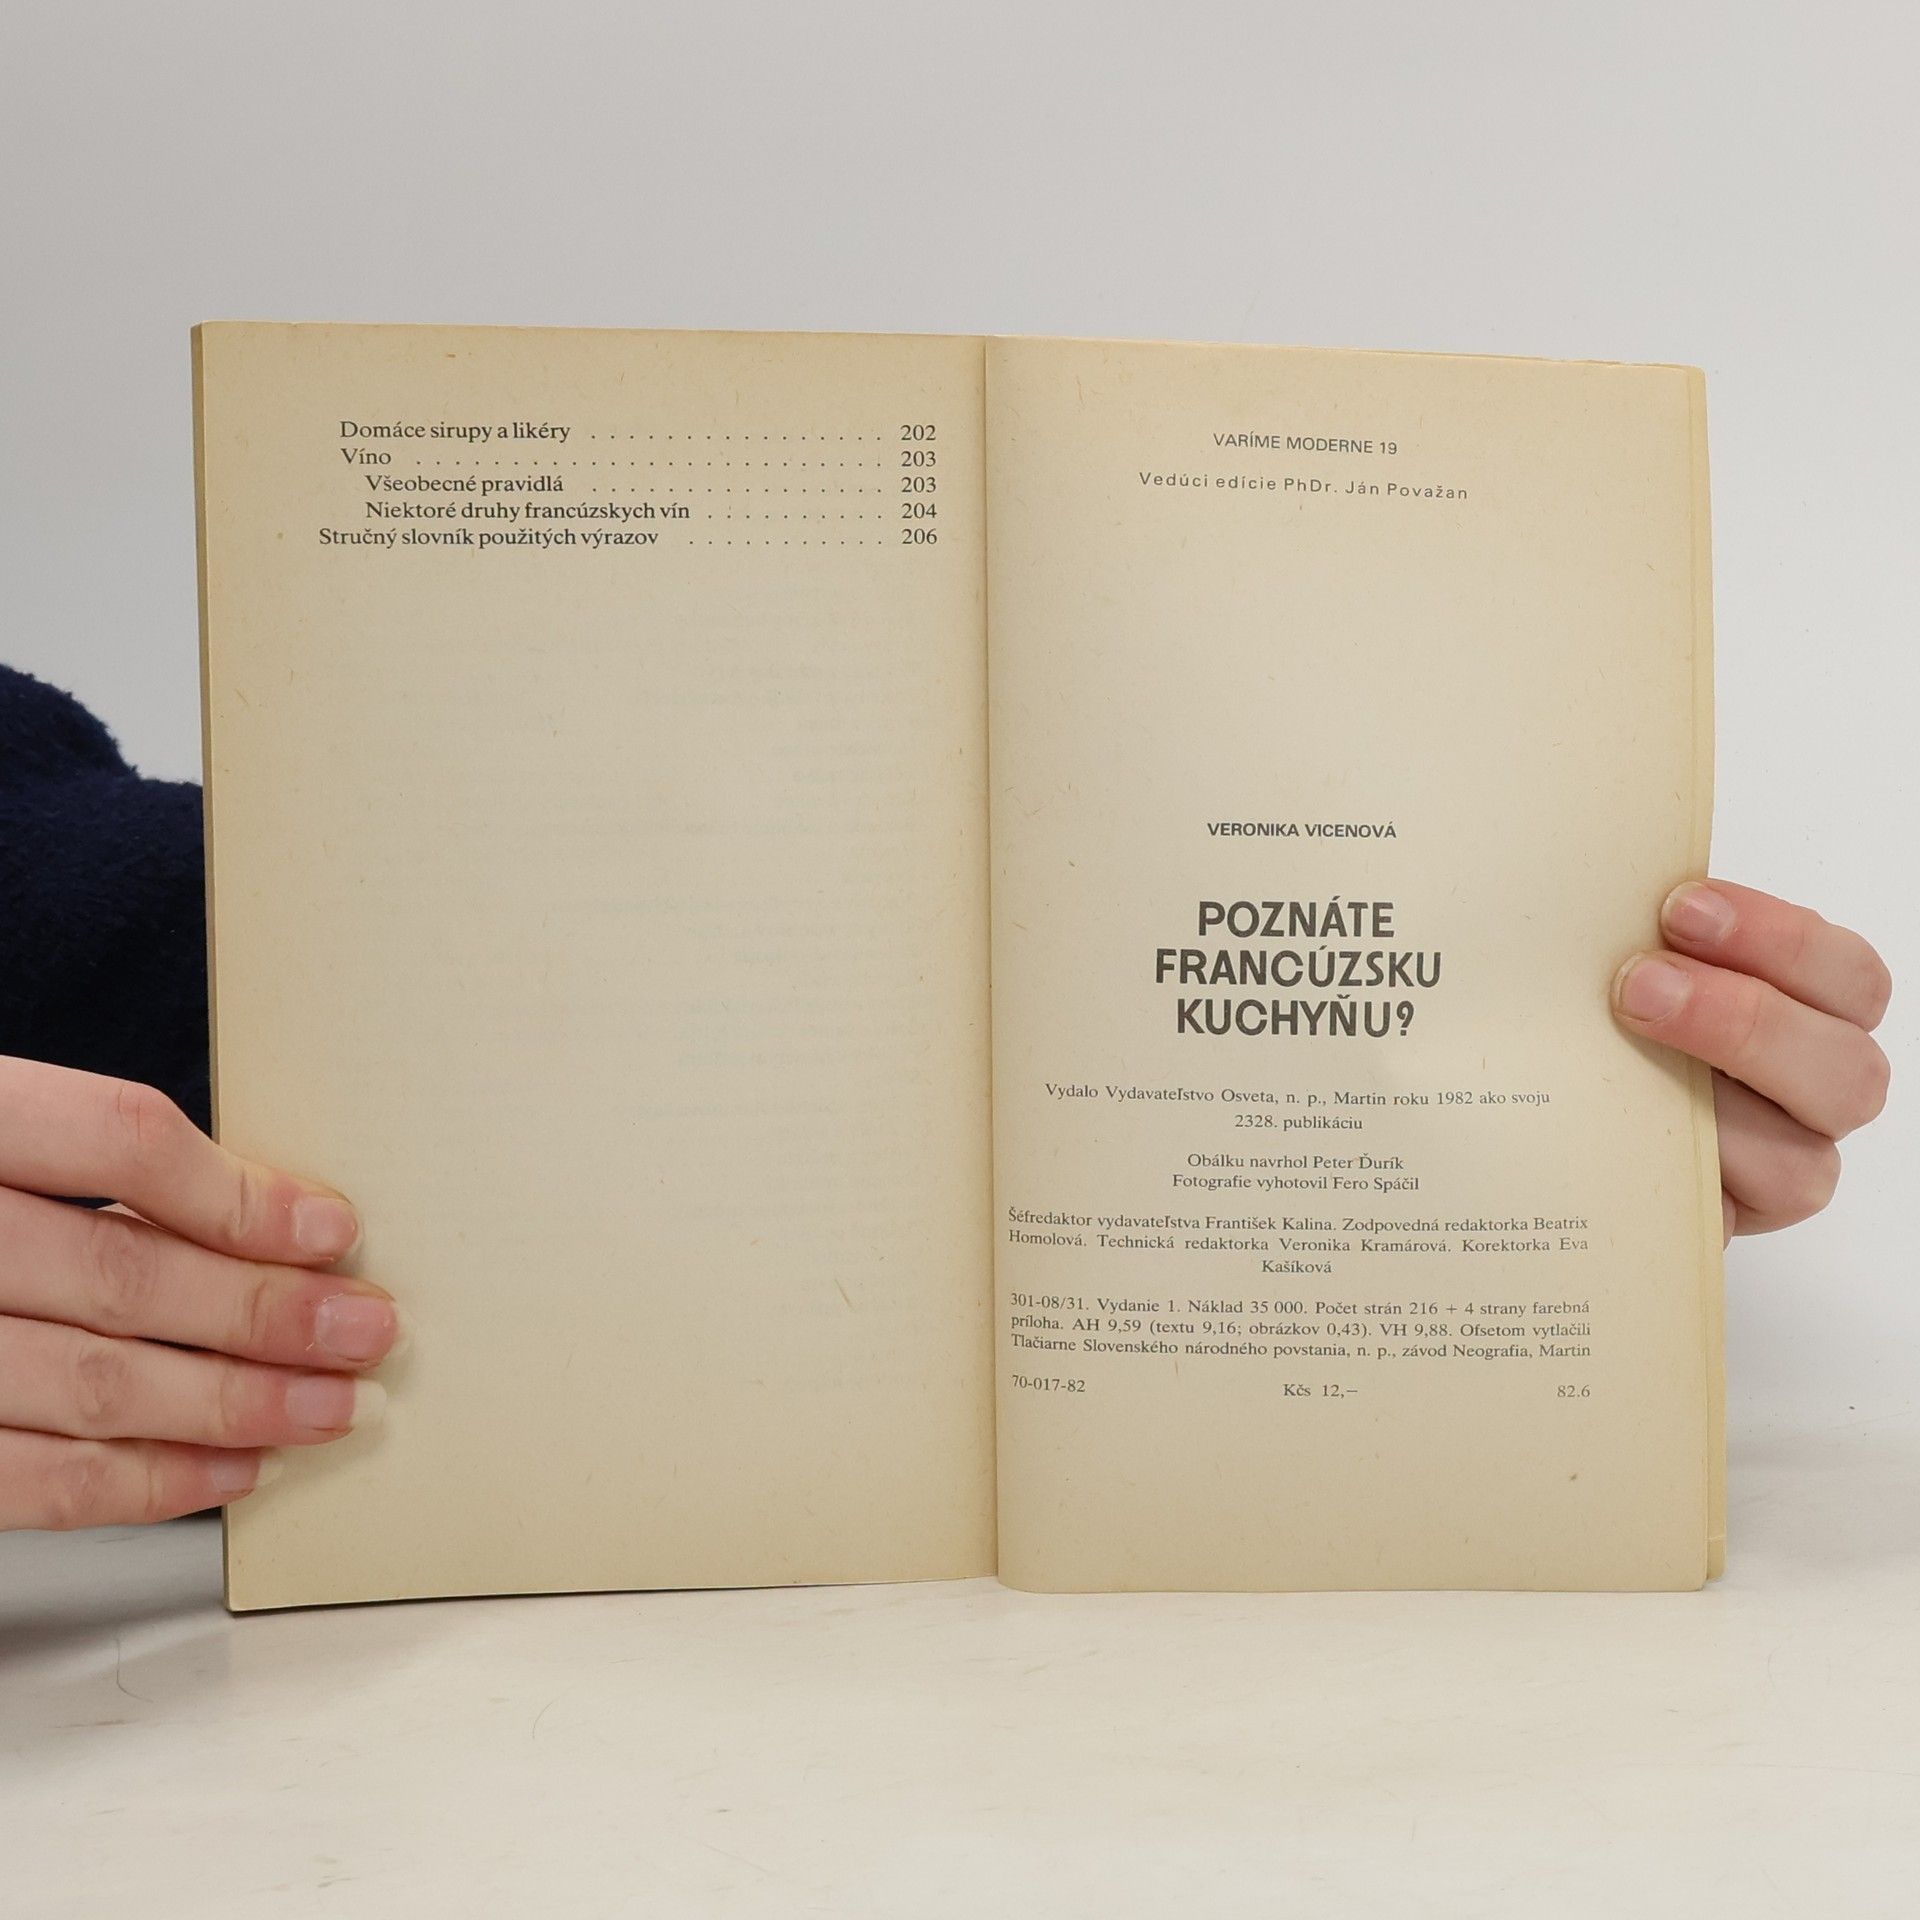 Domáce sirupy a likéry . . . . . . . . . . . . . . . . 202
Víno . . . . . . . . . . . . . . . . . . . 203
Všeobecné pravidlá . . . . . . . . . . . . . . . . 203
Niektoré druhy francúzskych vín . . . . . . . . . . 204
Stručný slovník použitých výrazov . . . . . . . . . . . 206
VARÍME MODERNE 19
Vedúci edície PhDr. Ján Považan
VERONIKA VICENOVÁ
POZNÁTE
FRANCÚZSKU
KUCHYŇU?
Vydalo Vydavateľstvo Osveta, n. p., Martin roku 1982 ako svoju
2328. publikáciu
Obálku navrhol Peter Ďurík
Fotografie vyhotovil Fero Spáčil
Šéfredaktor vydavateľstva František Kalina. Zodpovedná redaktorka Beatrix
Homolová. Technická redaktorka Veronika Kramárová. Korektorka Eva
Kašíková
301-08/31. Vydanie 1. Náklad 35 000. Počet strán 216 + 4 strany farebná
príloha. AH 9,59 (textu 9,16; obrázkov 0,43). VH 9,88. Ofsetom vytlačili
Tlačiarne Slovenského národného povstania, n. p., závod Neografia, Martin
70-017-82 Kčs 12,– 82.6